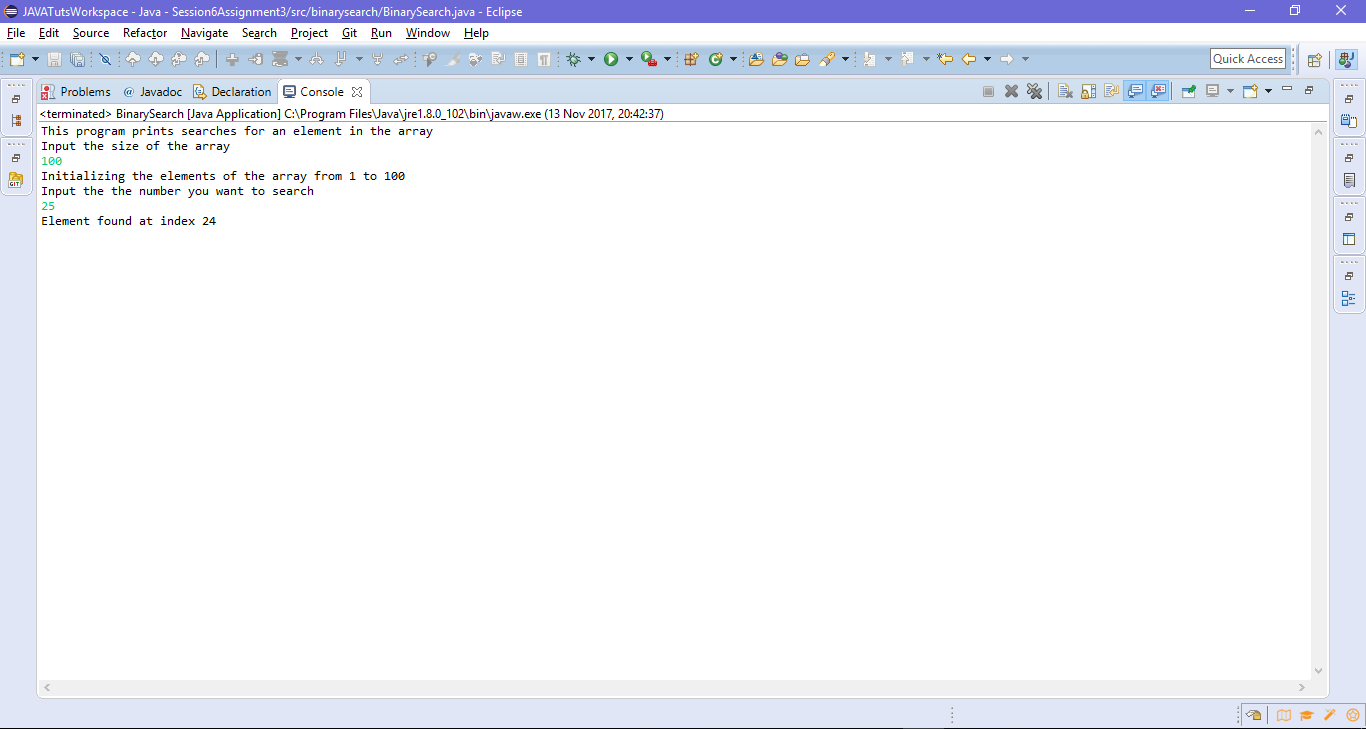 JAVATutsWorkspace - Java - Session6Assignment3/src/binarysearch/BinarySearch.java - Eclipse
File Edit Source Refactor Navigate Search Project Git Run Window Help
Quick Access
Problems @ Javadoc Declaration Console
<terminated> BinarySearch [Java Application] C:\Program Files\Java\jre1.8.0_102\bin\javaw.exe (13 Nov 2017, 20:42:37)
This program prints searches for an element in the array
Input the size of the array
100
Initializing the elements of the array from 1 to 100
Input the the number you want to search
25
Element found at index 24
GIT